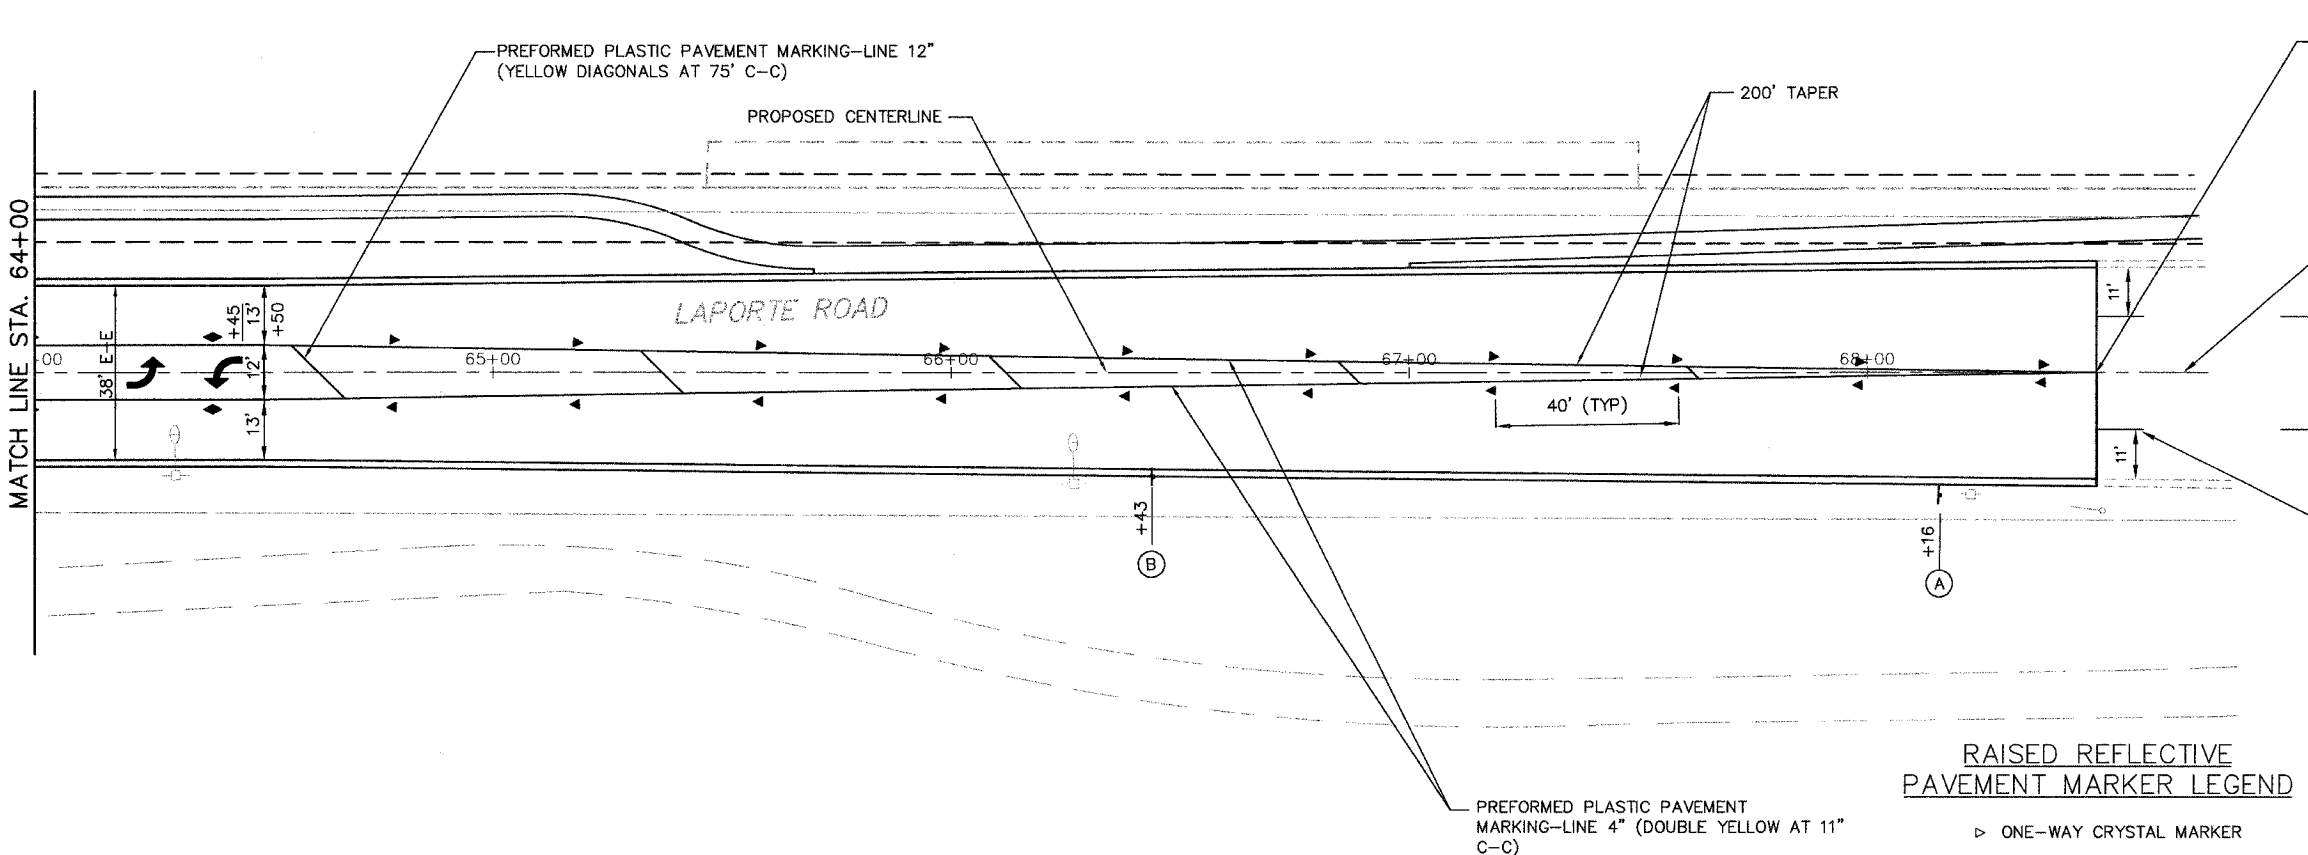 PREFORMED PLASTIC PAVEMENT MARKING-LINE 12"
(YELLOW DIAGONALS AT 75' C-C)
PROPOSED CENTERLINE
200' TAPER
MATCH LINE STA. 64+00
LAPORTE ROAD
38' E-E
+45
13'
+50
12'
13'
+00
65+00
66+00
67+00
68+00
40' (TYP)
11'
11'
+43
B
+16
A
PREFORMED PLASTIC PAVEMENT
MARKING-LINE 4" (DOUBLE YELLOW AT 11"
C-C)
RAISED REFLECTIVE
PAVEMENT MARKER LEGEND
▷ ONE-WAY CRYSTAL MARKER